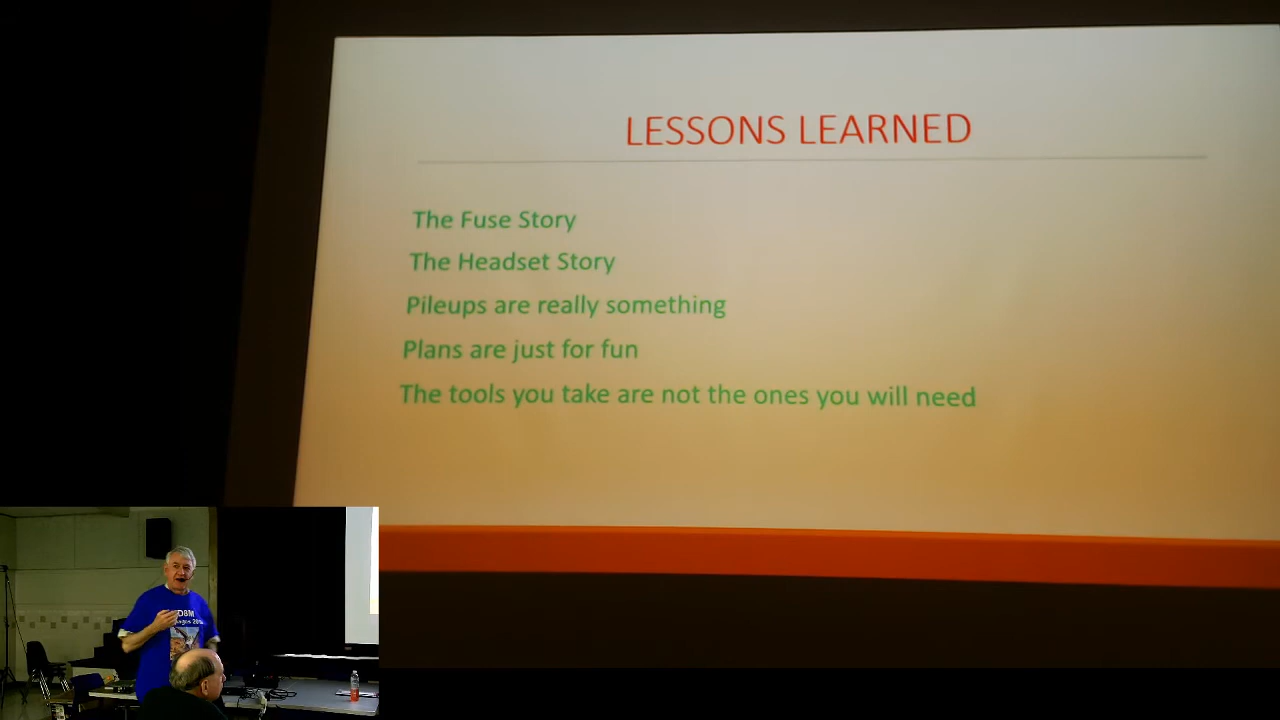 LESSONS LEARNED
The Fuse Story
The Headset Story
Pileups are really something
Plans are just for fun
The tools you take are not the ones you will need